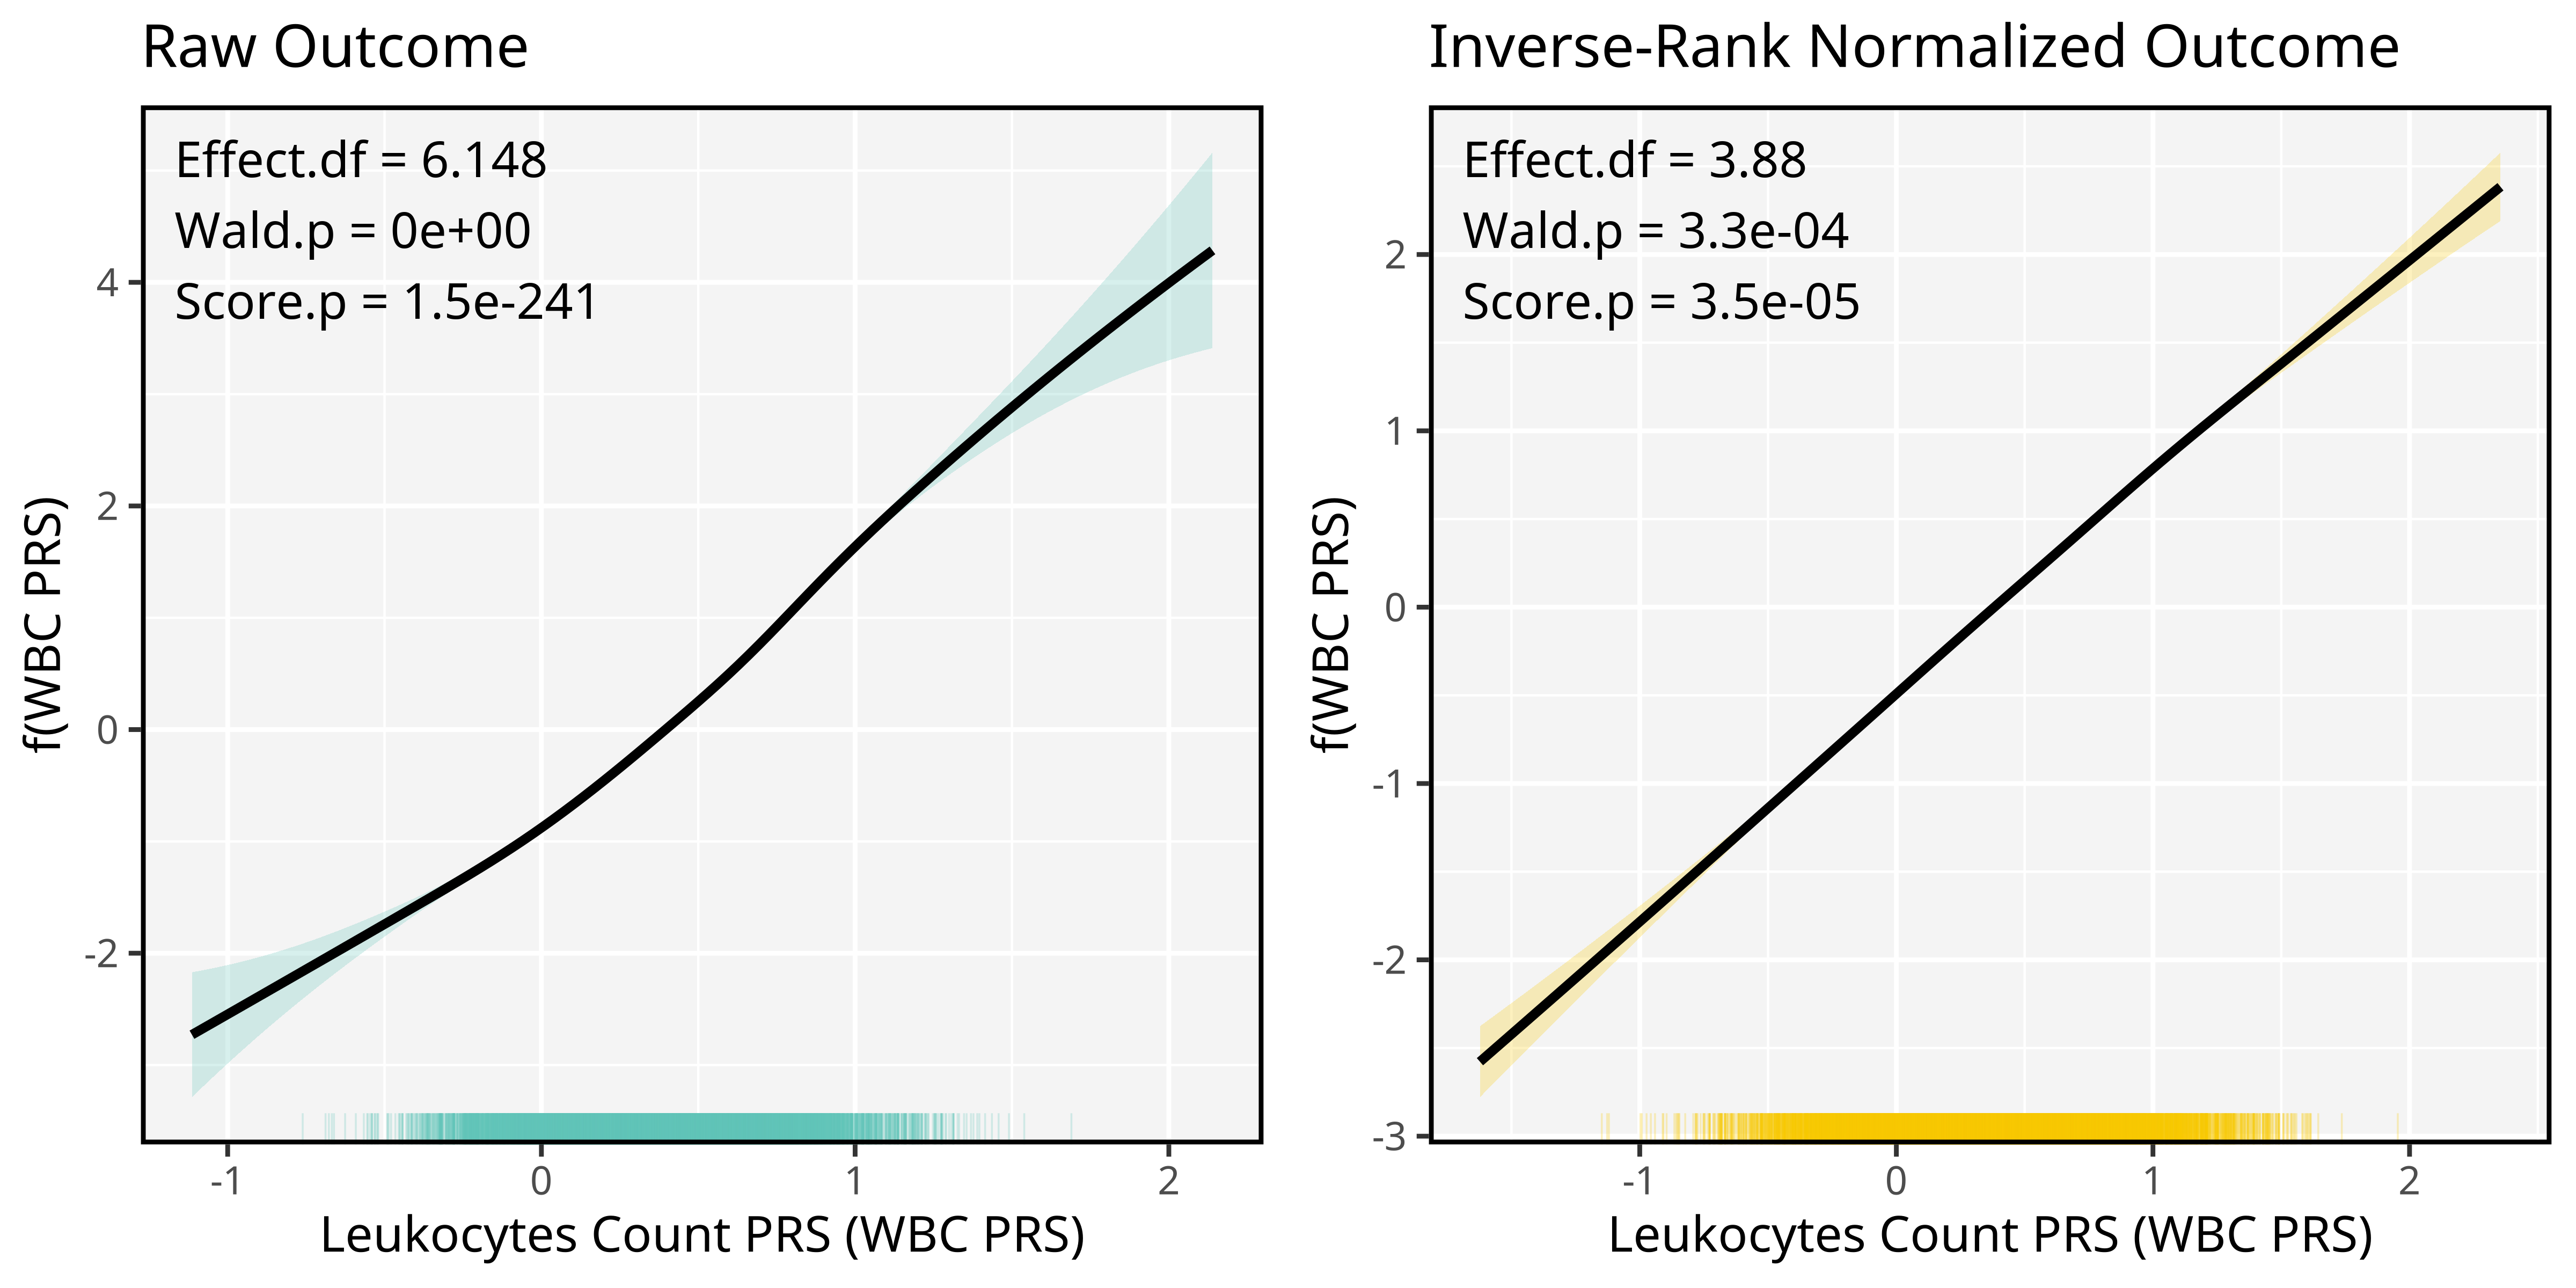 Raw Outcome
Effect.df = 6.148
Wald.p = 0e+00
Score.p = 1.5e-241
f(WBC PRS)
4
2
0
-2
-1
0
1
2
Leukocytes Count PRS (WBC PRS)
Inverse-Rank Normalized Outcome
Effect.df = 3.88
Wald.p = 3.3e-04
Score.p = 3.5e-05
f(WBC PRS)
2
1
0
-1
-2
-3
-1
0
1
2
Leukocytes Count PRS (WBC PRS)